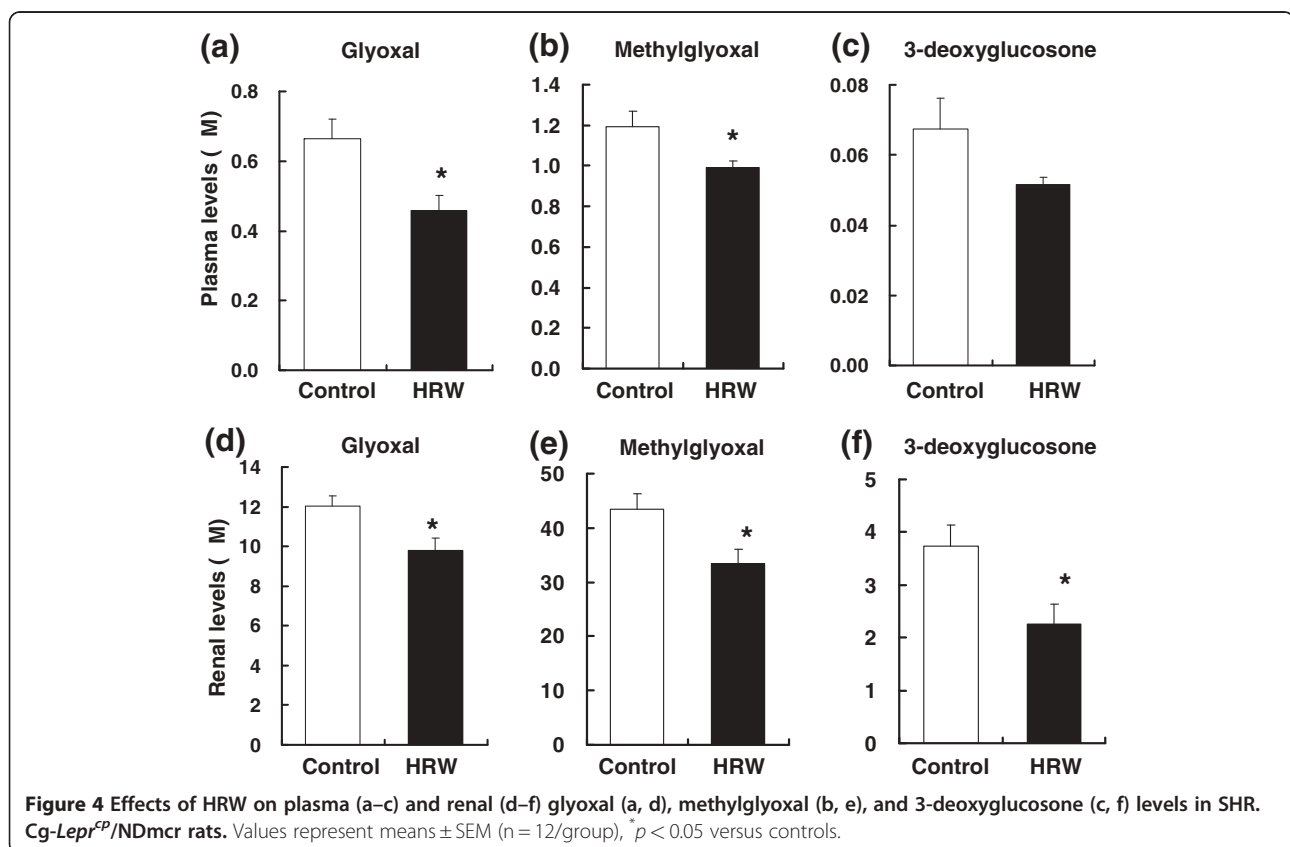 (a) Glyoxal
(b) Methylglyoxal
(c) 3-deoxyglucosone
Plasma levels ( M)
0.8
0.6
0.4
0.2
0.0
*
Control HRW
1.4
1.2
1.0
0.8
0.6
0.4
0.2
0.0
*
Control HRW
0.08
0.06
0.04
0.02
0.00
Control HRW
(d) Glyoxal
(e) Methylglyoxal
(f) 3-deoxyglucosone
Renal levels ( M)
14
12
10
8
6
4
2
0
*
Control HRW
50
40
30
20
10
0
*
Control HRW
5
4
3
2
1
0
*
Control HRW
Figure 4 Effects of HRW on plasma (a–c) and renal (d–f) glyoxal (a, d), methylglyoxal (b, e), and 3-deoxyglucosone (c, f) levels in SHR.
Cg-Lepr^cp/NDmcr rats. Values represent means ± SEM (n = 12/group), *p < 0.05 versus controls.